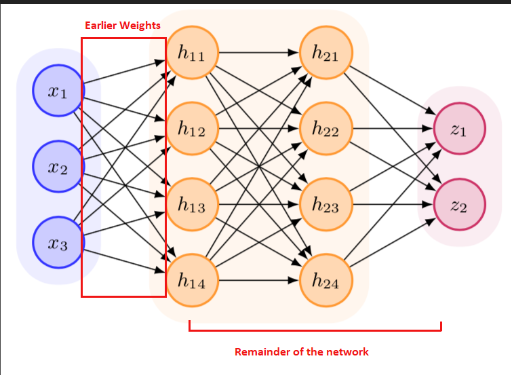 Earlier Weights
x1
x2
x3
h11
h12
h13
h14
h21
h22
h23
h24
z1
z2
Remainder of the network